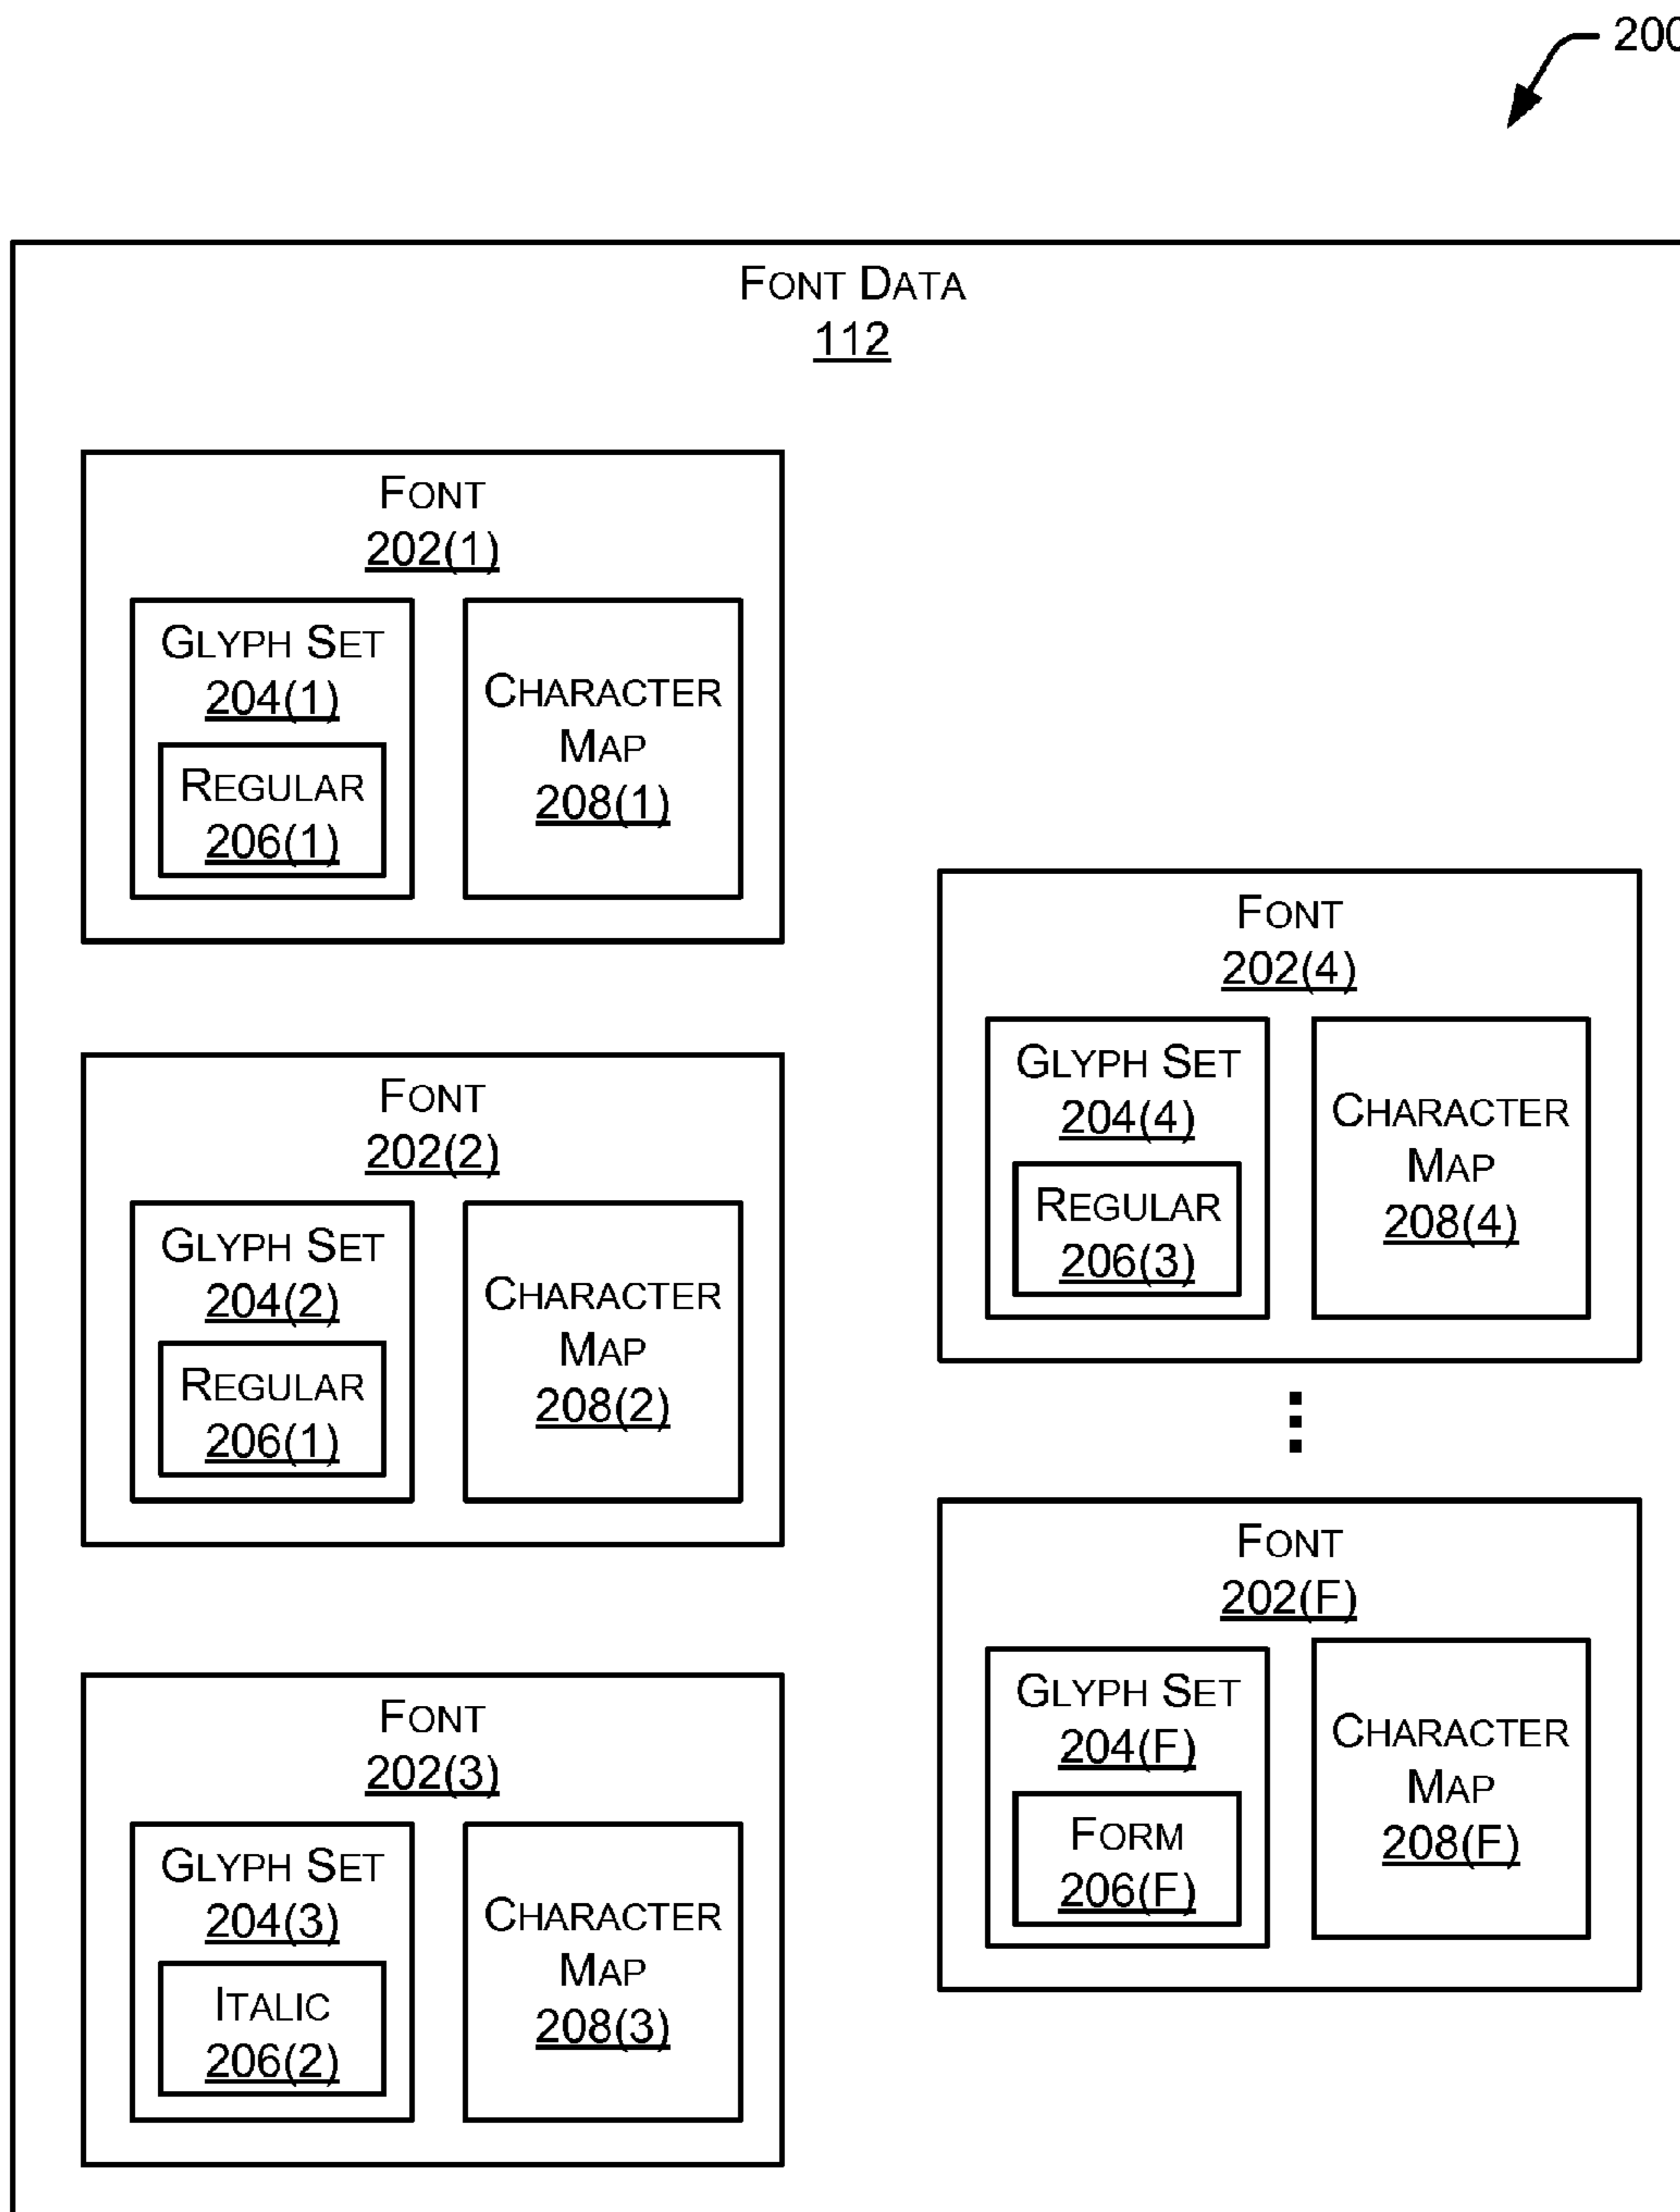 200
FONT DATA
112
FONT
202(1)
GLYPH SET
204(1)
REGULAR
206(1)
CHARACTER
MAP
208(1)
FONT
202(2)
GLYPH SET
204(2)
REGULAR
206(1)
CHARACTER
MAP
208(2)
FONT
202(3)
GLYPH SET
204(3)
ITALIC
206(2)
CHARACTER
MAP
208(3)
FONT
202(4)
GLYPH SET
204(4)
REGULAR
206(3)
CHARACTER
MAP
208(4)
FONT
202(F)
GLYPH SET
204(F)
FORM
206(F)
CHARACTER
MAP
208(F)